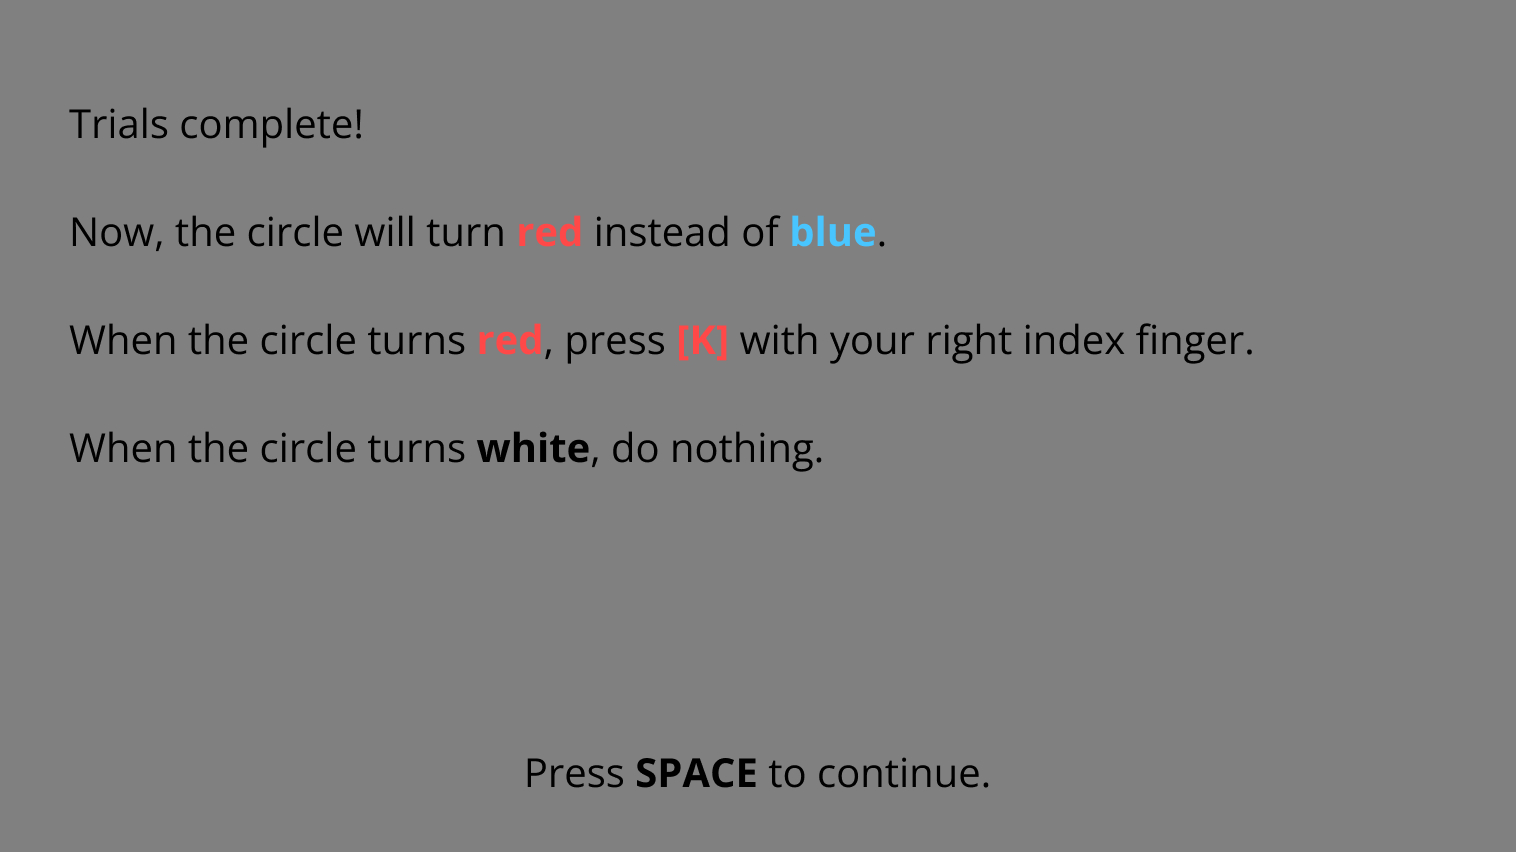 Trials complete!
Now, the circle will turn red instead of blue.
When the circle turns red, press [K] with your right index finger.
When the circle turns white, do nothing.
Press SPACE to continue.